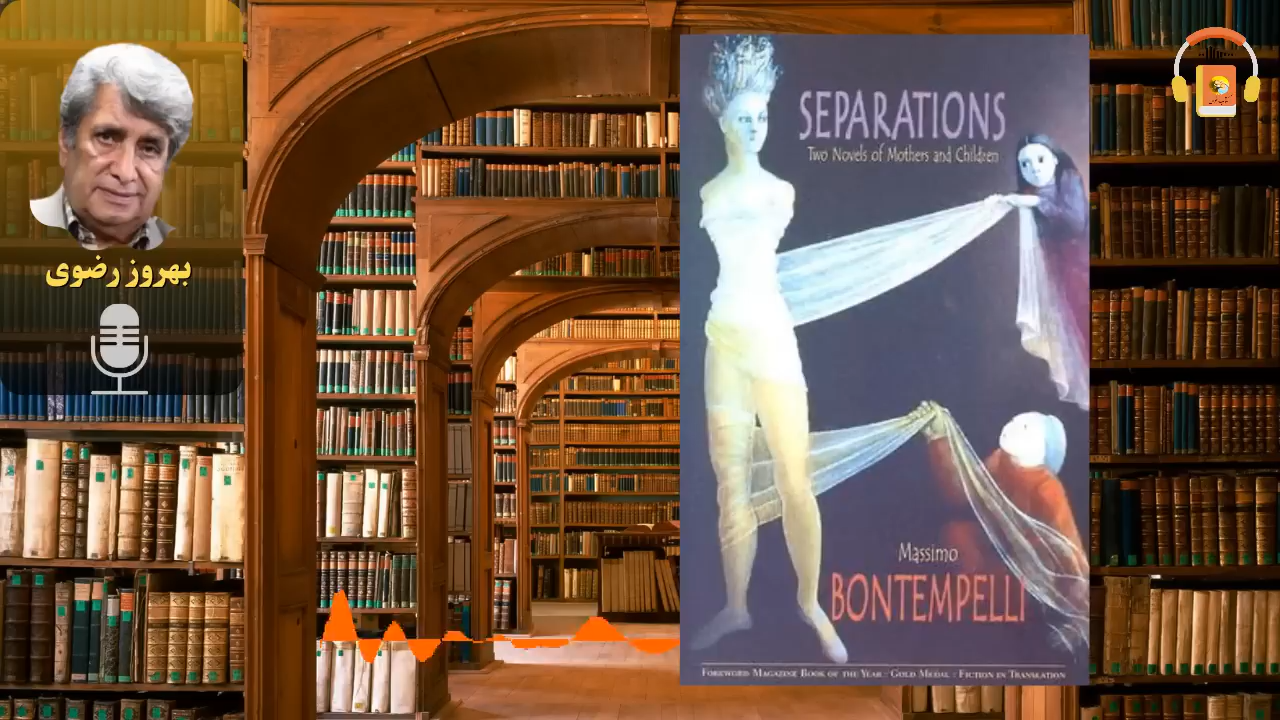 بهروز رضوی
SEPARATIONS
Two Novels of Mothers and Children
Massimo
BONTEMPELLI
FOREWORD MAGAZINE BOOK OF THE YEAR : GOLD MEDAL : FICTION IN TRANSLATION